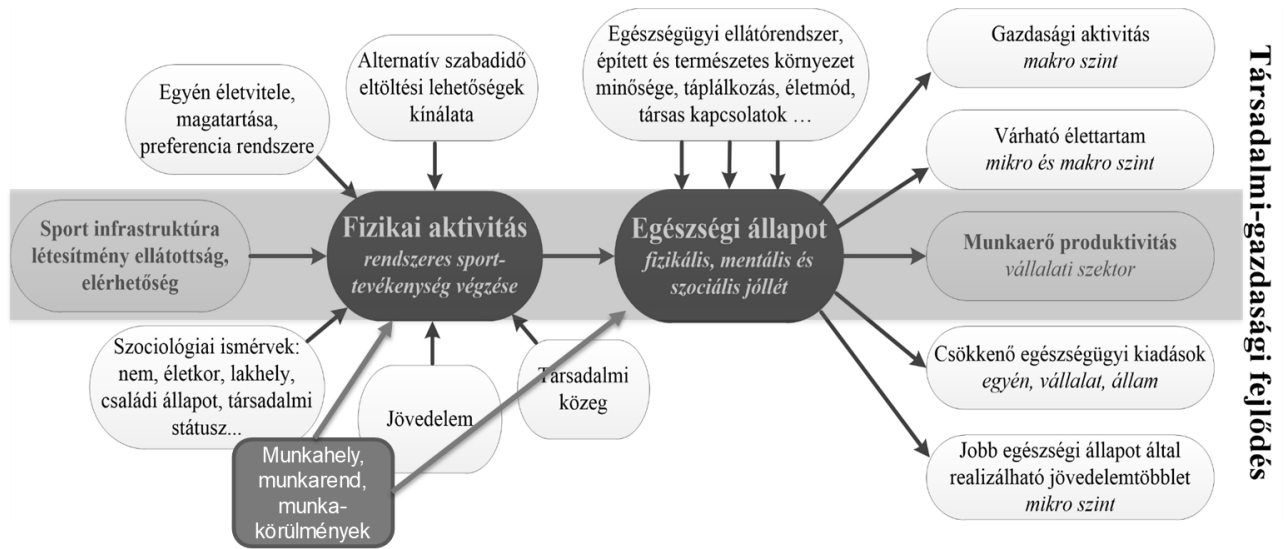 Egyén életvitele,
magatartása,
preferencia rendszere
Alternatív szabadidő
eltöltési lehetőségek
kínálata
Egészségügyi ellátórendszer,
épített és természetes környezet
minősége, táplálkozás, életmód,
társas kapcsolatok …
Gazdasági aktivitás
makro szint
Várható élettartam
mikro és makro szint
Sport infrastruktúra
létesítmény ellátottság,
elérhetőség
Fizikai aktivitás
rendszeres sport-
tevékenység végzése
Egészségi állapot
fizikális, mentális és
szociális jóllét
Munkaerő produktivitás
vállalati szektor
Szociológiai ismérvek:
nem, életkor, lakhely,
családi állapot, társadalmi
státusz...
Jövedelem
Társadalmi
közeg
Munkahely,
munkarend,
munka-
körülmények
Csökkenő egészségügyi kiadások
egyén, vállalat, állam
Jobb egészségi állapot által
realizálható jövedelemtöbblet
mikro szint
Társadalmi-gazdasági fejlődés